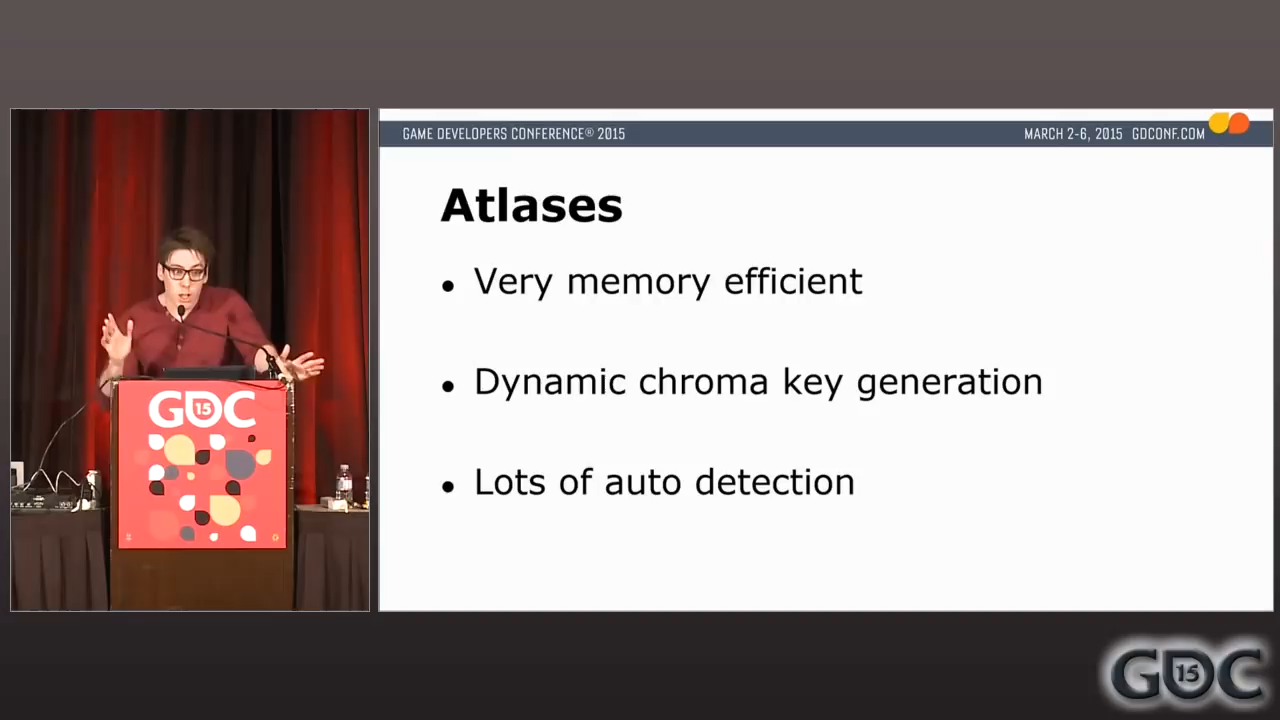 GAME DEVELOPERS CONFERENCE® 2015
MARCH 2-6, 2015 GDCONF.COM
Atlases
• Very memory efficient
• Dynamic chroma key generation
• Lots of auto detection
GDC 15
GDC 15